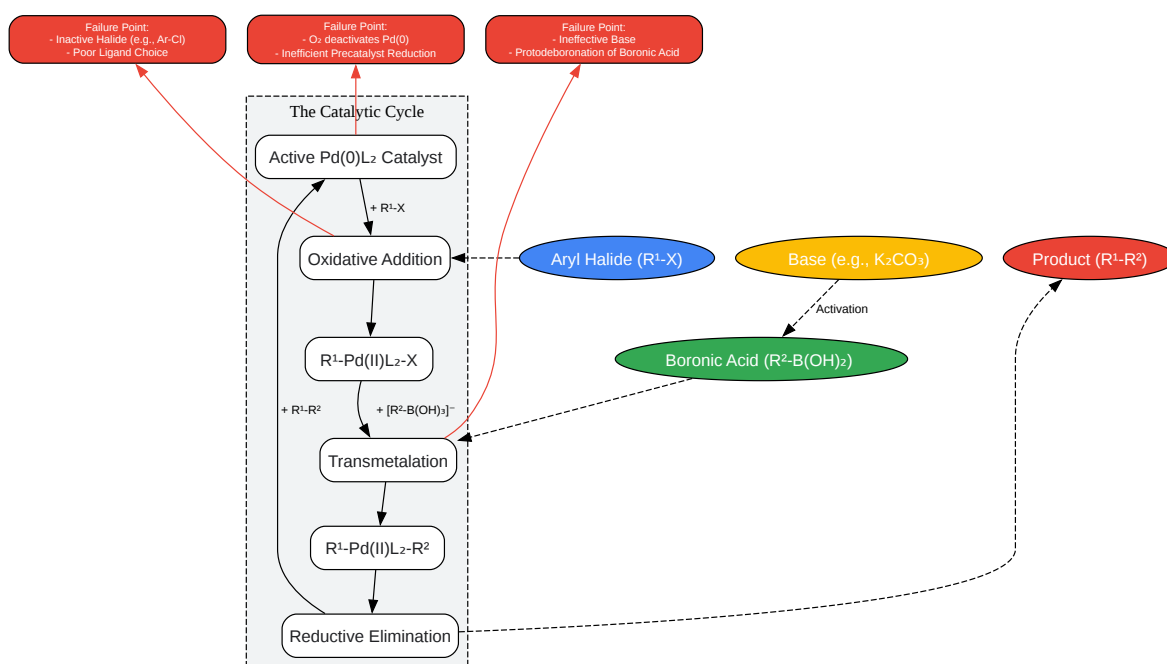 Failure Point:
- Inactive Halide (e.g., Ar-Cl)
- Poor Ligand Choice
Failure Point:
- O₂ deactivates Pd(0)
- Inefficient Precatalyst Reduction
Failure Point:
- Ineffective Base
- Protodeboronation of Boronic Acid
The Catalytic Cycle
Active Pd(0)L₂ Catalyst
+ R¹-X
Oxidative Addition
Aryl Halide (R¹-X)
Base (e.g., K₂CO₃)
Product (R¹-R²)
Activation
R¹-Pd(II)L₂-X
Boronic Acid (R²-B(OH)₂)
+ R¹-R²
+ [R²-B(OH)₃]⁻
Transmetalation
R¹-Pd(II)L₂-R²
Reductive Elimination